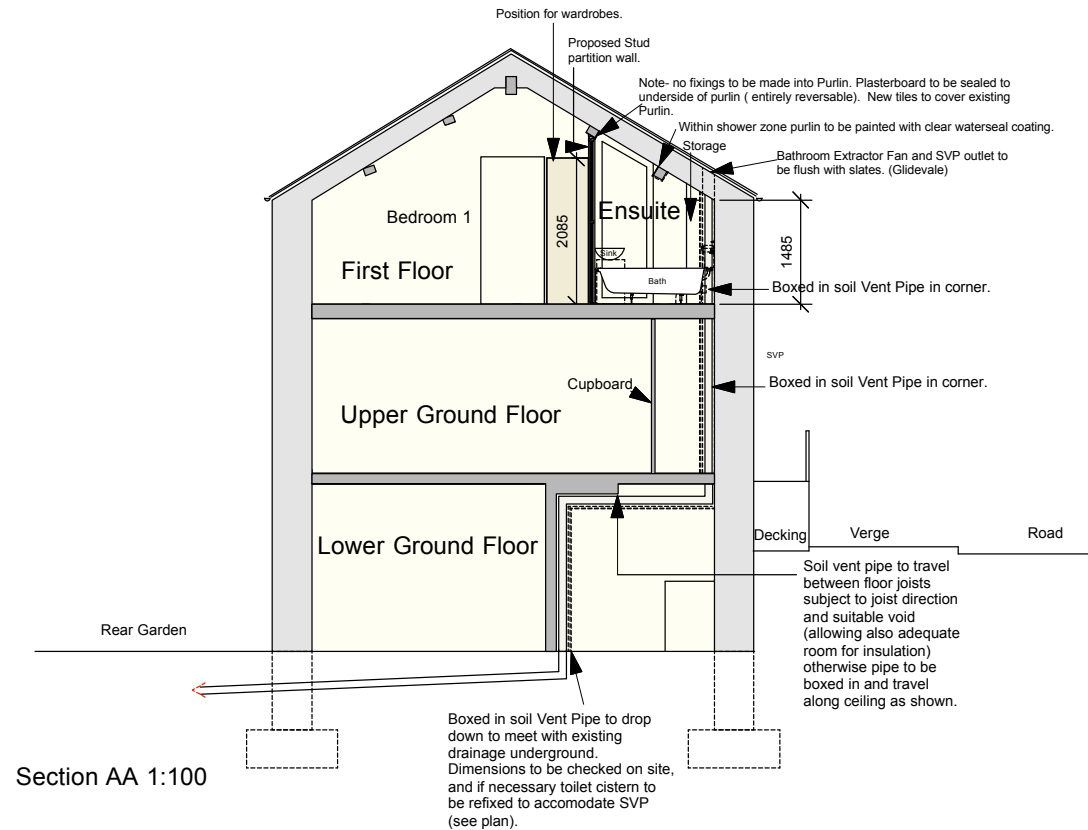 Position for wardrobes.
Proposed Stud
partition wall.
Note- no fixings to be made into Purlin. Plasterboard to be sealed to
underside of purlin ( entirely reversable). New tiles to cover existing
Purlin.
Within shower zone purlin to be painted with clear waterseal coating.
Storage
Bathroom Extractor Fan and SVP outlet to
be flush with slates. (Glidevale)
Bedroom 1
2085
Ensuite
1485
Sink
First Floor
Bath
Boxed in soil Vent Pipe in corner.
SVP
Boxed in soil Vent Pipe in corner.
Cupboard
Upper Ground Floor
Lower Ground Floor
Decking
Verge
Road
Soil vent pipe to travel
between floor joists
subject to joist direction
and suitable void
(allowing also adequate
room for insulation)
otherwise pipe to be
boxed in and travel
along ceiling as shown.
Rear Garden
Boxed in soil Vent Pipe to drop
down to meet with existing
drainage underground.
Dimensions to be checked on site,
and if necessary toilet cistern to
be refixed to accomodate SVP
(see plan).
Section AA 1:100